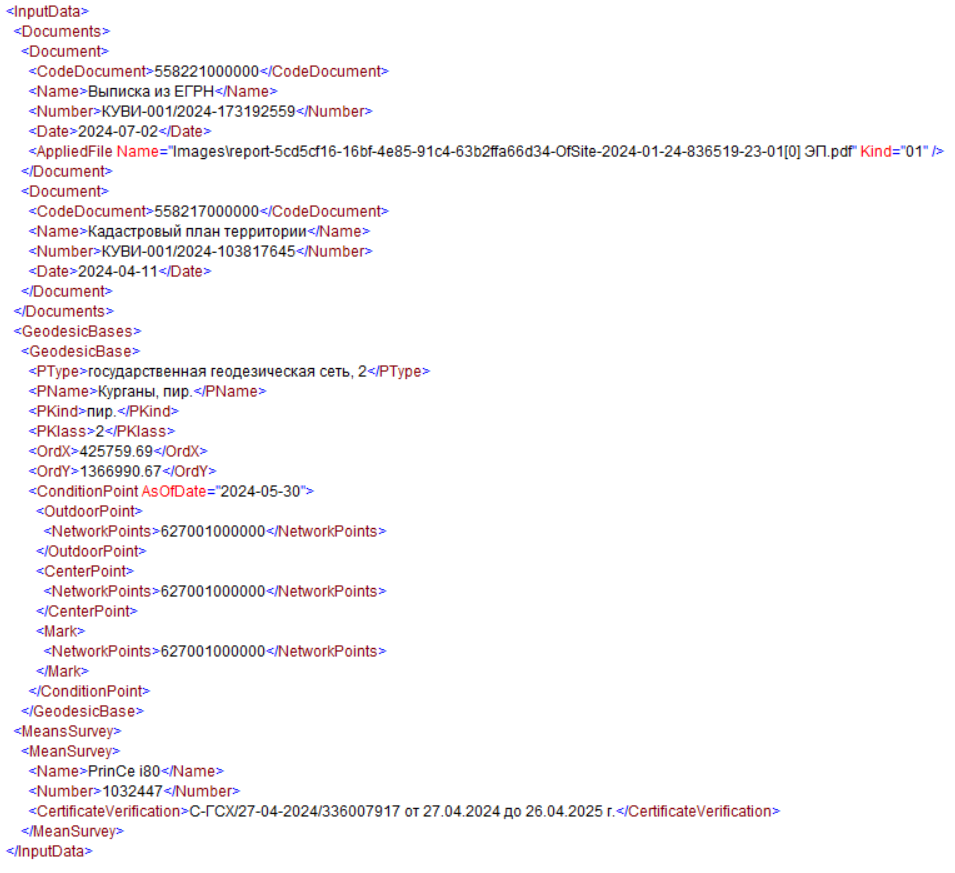 <InputData>
<Documents>
<Document>
<CodeDocument>558221000000</CodeDocument>
<Name>Выписка из ЕГРН</Name>
<Number>КУВИ-001/2024-173192559</Number>
<Date>2024-07-02</Date>
<AppliedFile Name="Images\report-5cd5cf16-16bf-4e85-91c4-63b2ffa66d34-OfSite-2024-01-24-836519-23-01[0] ЭП.pdf" Kind="01" />
</Document>
<Document>
<CodeDocument>558217000000</CodeDocument>
<Name>Кадастровый план территории</Name>
<Number>КУВИ-001/2024-103817645</Number>
<Date>2024-04-11</Date>
</Document>
</Documents>
<GeodesicBases>
<GeodesicBase>
<PType>государственная геодезическая сеть, 2</PType>
<PName>Курганы, пир.</PName>
<PKind>пир.</PKind>
<PKlass>2</PKlass>
<OrdX>425759.69</OrdX>
<OrdY>1366990.67</OrdY>
<ConditionPoint AsOfDate="2024-05-30">
<OutdoorPoint>
<NetworkPoints>627001000000</NetworkPoints>
</OutdoorPoint>
<CenterPoint>
<NetworkPoints>627001000000</NetworkPoints>
</CenterPoint>
<Mark>
<NetworkPoints>627001000000</NetworkPoints>
</Mark>
</ConditionPoint>
</GeodesicBase>
<MeansSurvey>
<MeanSurvey>
<Name>PrinCe i80</Name>
<Number>1032447</Number>
<CertificateVerification>С-ГСХ/27-04-2024/336007917 от 27.04.2024 до 26.04.2025 г.</CertificateVerification>
</MeanSurvey>
</InputData>